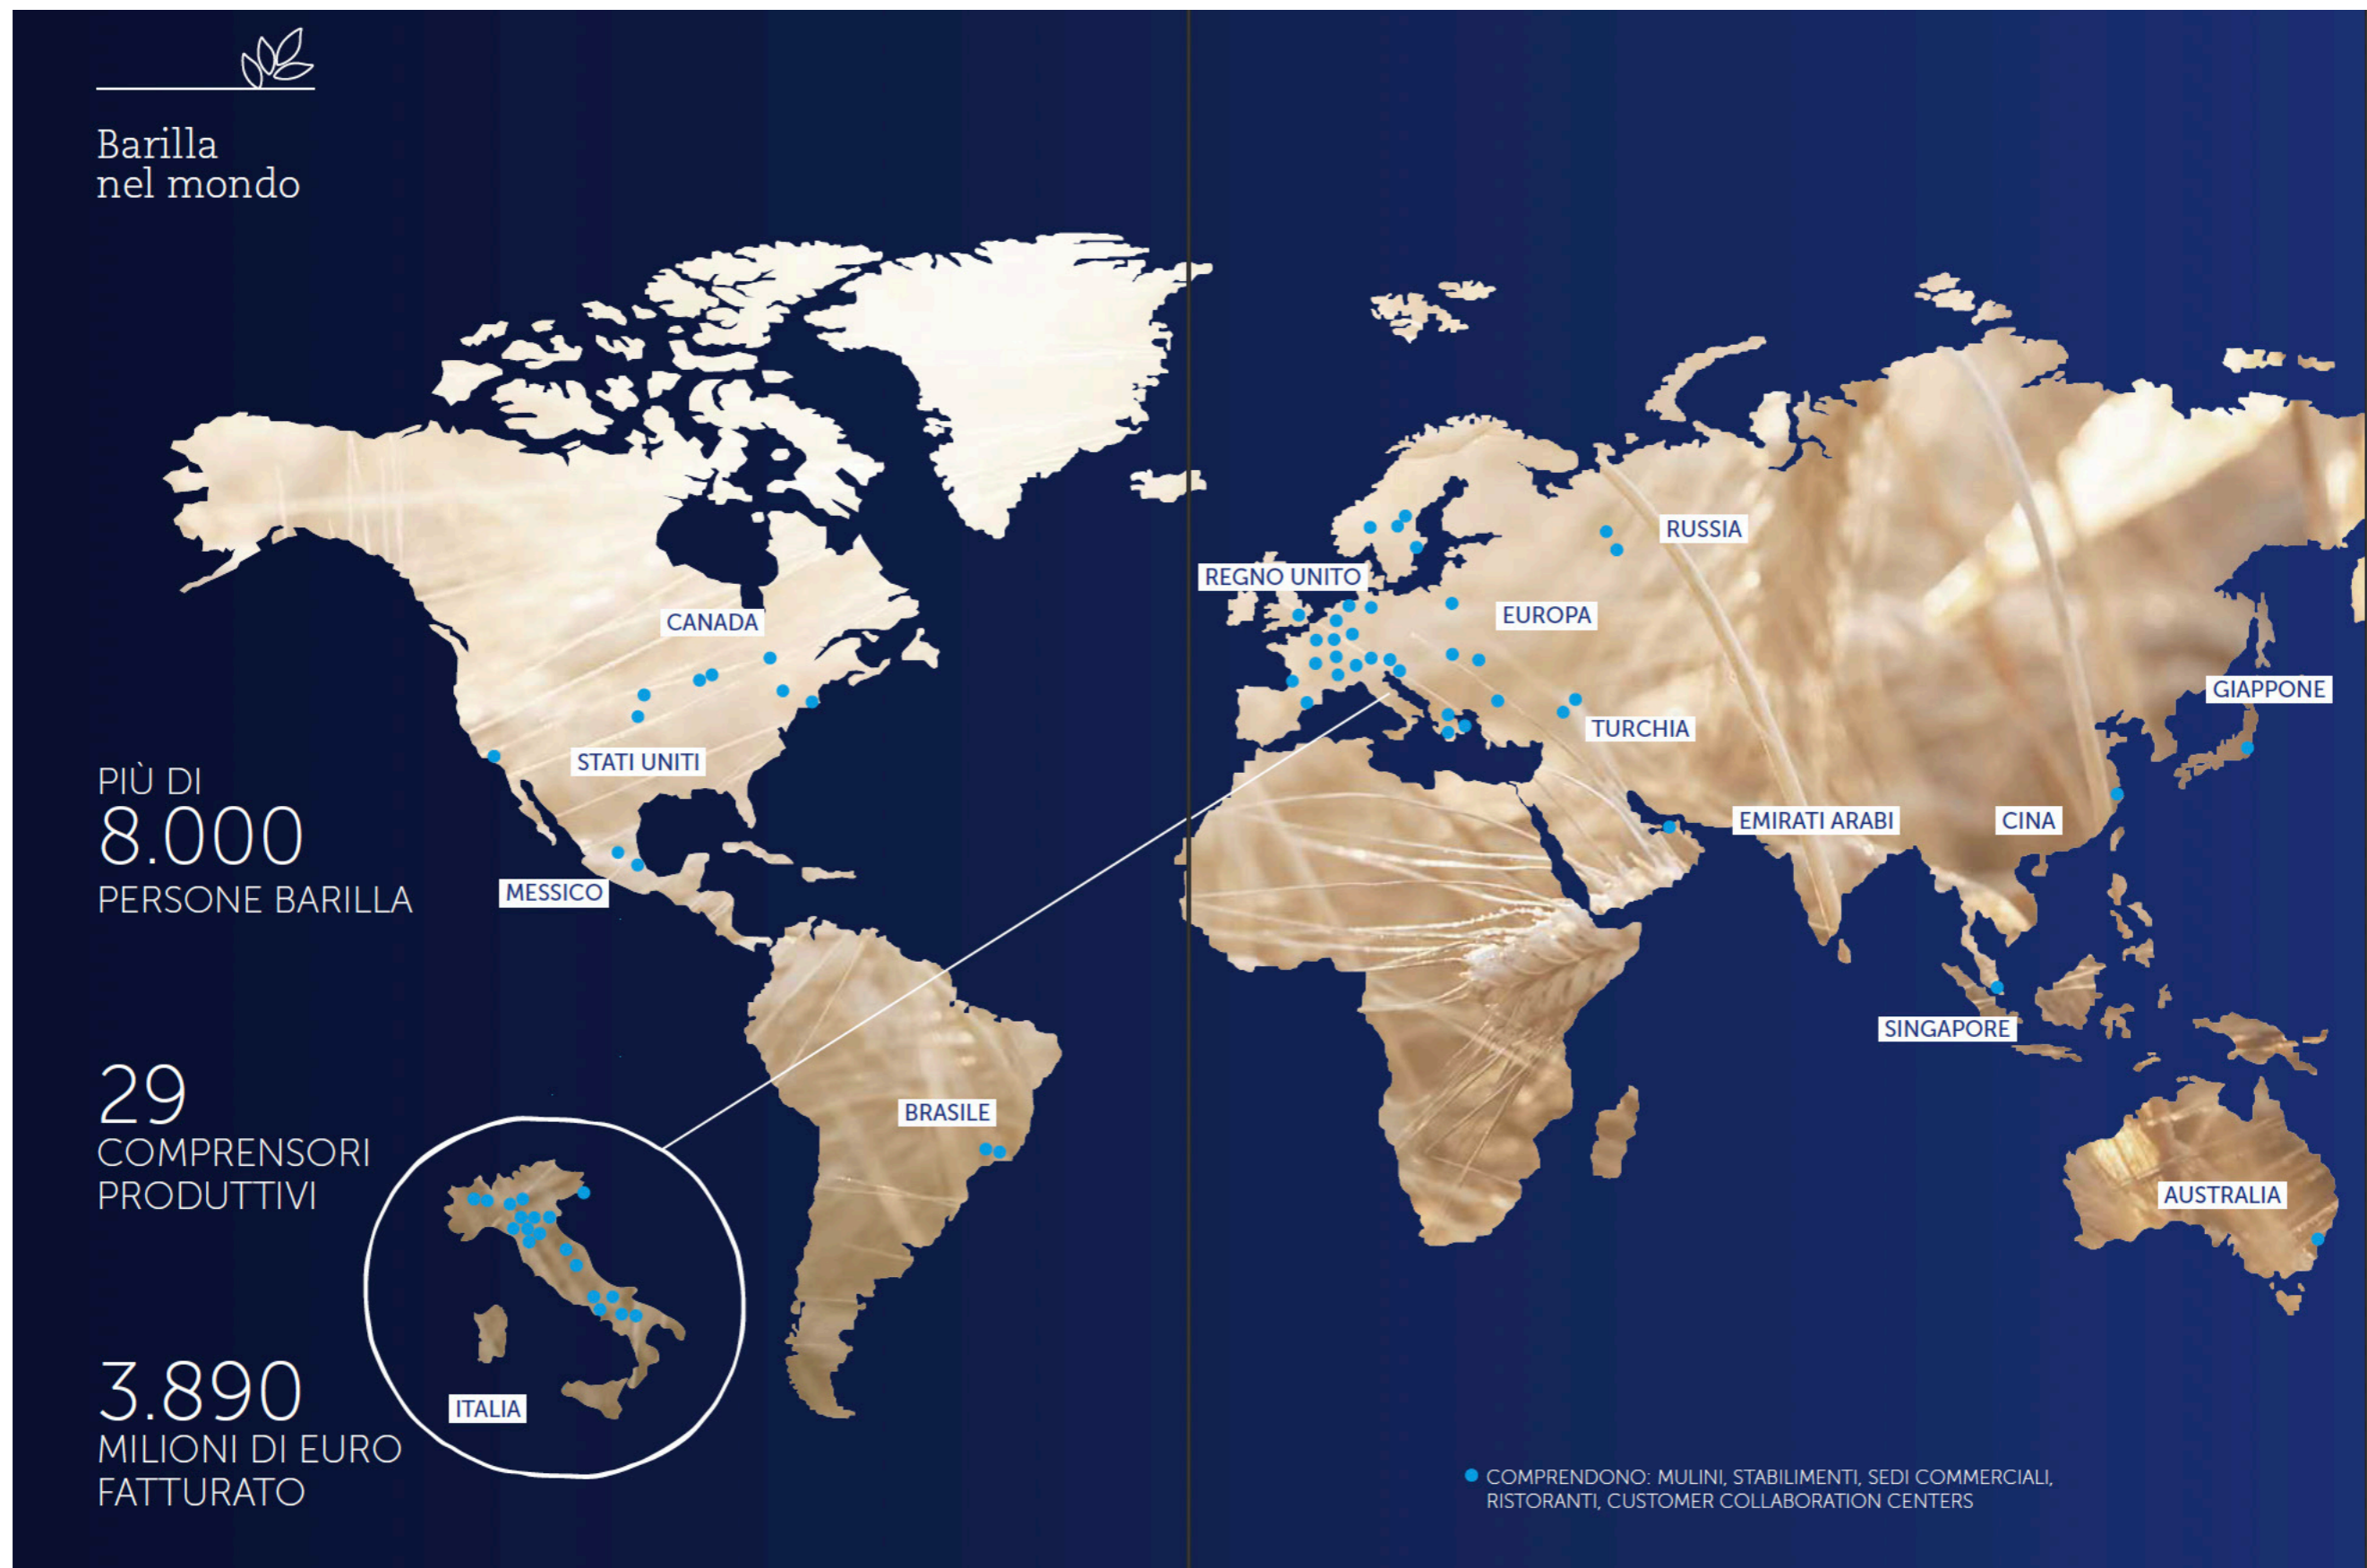 Barilla
nel mondo
PIÙ DI
8.000
PERSONE BARILLA
29
COMPRENSORI
PRODUTTIVI
3.890
MILIONI DI EURO
FATTURATO
CANADA
STATI UNITI
MESSICO
BRASILE
ITALIA
REGNO UNITO
RUSSIA
EUROPA
TURCHIA
GIAPPONE
EMIRATI ARABI
CINA
SINGAPORE
AUSTRALIA
COMPRENDONO: MULINI, STABILIMENTI, SEDI COMMERCIALI,
RISTORANTI, CUSTOMER COLLABORATION CENTERS